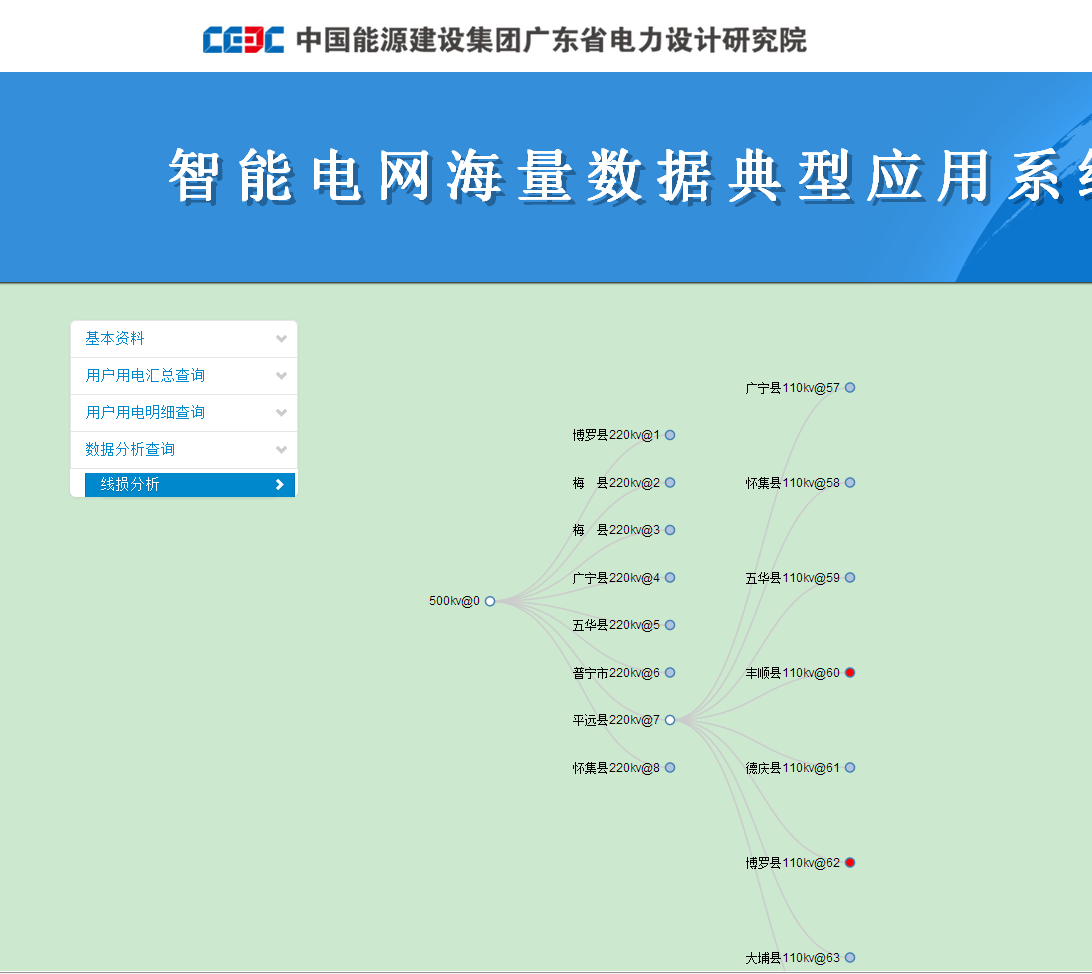 CEEC 中国能源建设集团广东省电力设计研究院
智能电网海量数据典型应用系
基本资料
用户用电汇总查询
用户用电明细查询
数据分析查询
线损分析
500kv@0
博罗县220kv@1
梅 县220kv@2
梅 县220kv@3
广宁县220kv@4
五华县220kv@5
普宁市220kv@6
平远县220kv@7
怀集县220kv@8
广宁县110kv@57
怀集县110kv@58
五华县110kv@59
丰顺县110kv@60
德庆县110kv@61
博罗县110kv@62
大埔县110kv@63